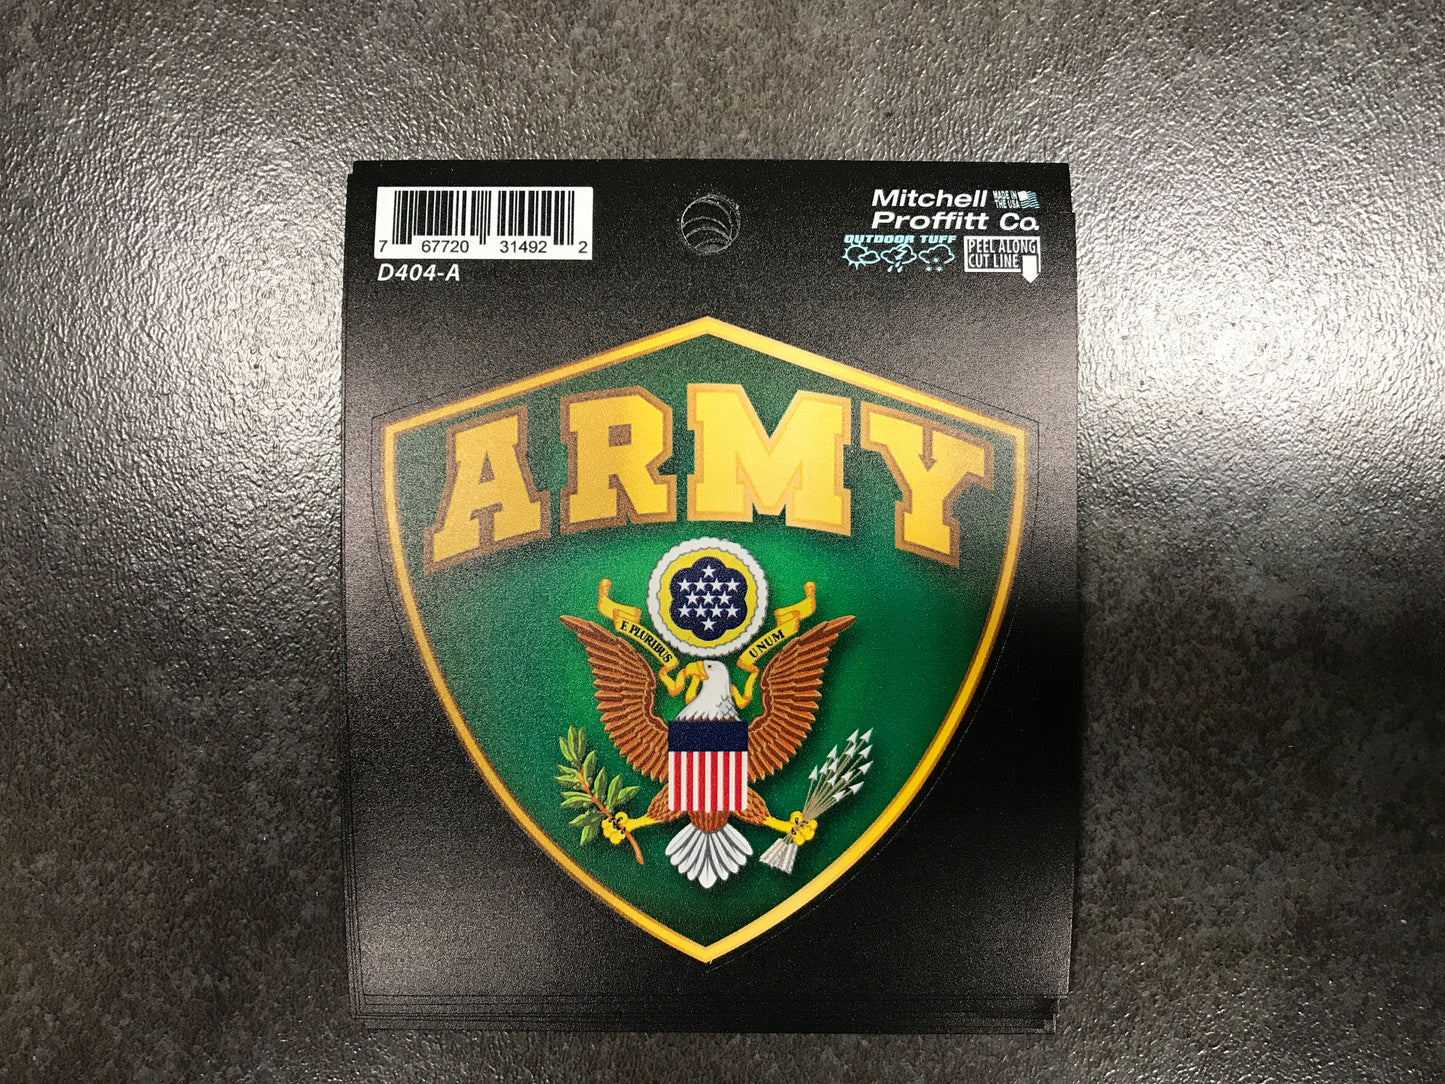 7 67720 31492 2
D404-A
Mitchell
Proffitt Co.
MADE IN
THE USA
OUTDOOR TUFF
PEEL ALONG
CUT LINE
ARMY
E PLURIBUS UNUM